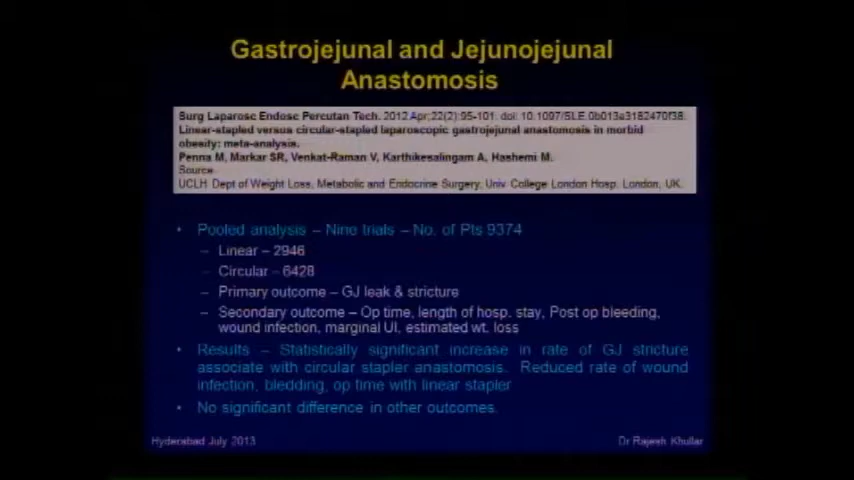 Gastrojejunal and Jejunojejunal
Anastomosis
Surg Laparosc Endosc Percutan Tech. 2012 Apr;22(2):95-101. doi: 10.1097/SLE.0b013e3182470f38.
Linear-stapled versus circular-stapled laparoscopic gastrojejunal anastomosis in morbid
obesity: meta-analysis.
Penna M, Markar SR, Venkat-Raman V, Karthikesalingam A, Hashemi M.
Source
UCLH Dept of Weight Loss, Metabolic and Endocrine Surgery, Univ. College London Hosp. London, UK.
• Pooled analysis – Nine trials – No. of Pts 9374
– Linear – 2946
– Circular – 6428
– Primary outcome – GJ leak & stricture
– Secondary outcome – Op time, length of hosp. stay, Post op bleeding,
wound infection, marginal Ul, estimated wt. loss
• Results – Statistically significant increase in rate of GJ stricture
associate with circular stapler anastomosis. Reduced rate of wound
infection, bledding, op time with linear stapler
• No significant difference in other outcomes.
Hyderabad July 2013
Dr Rajesh Khullar